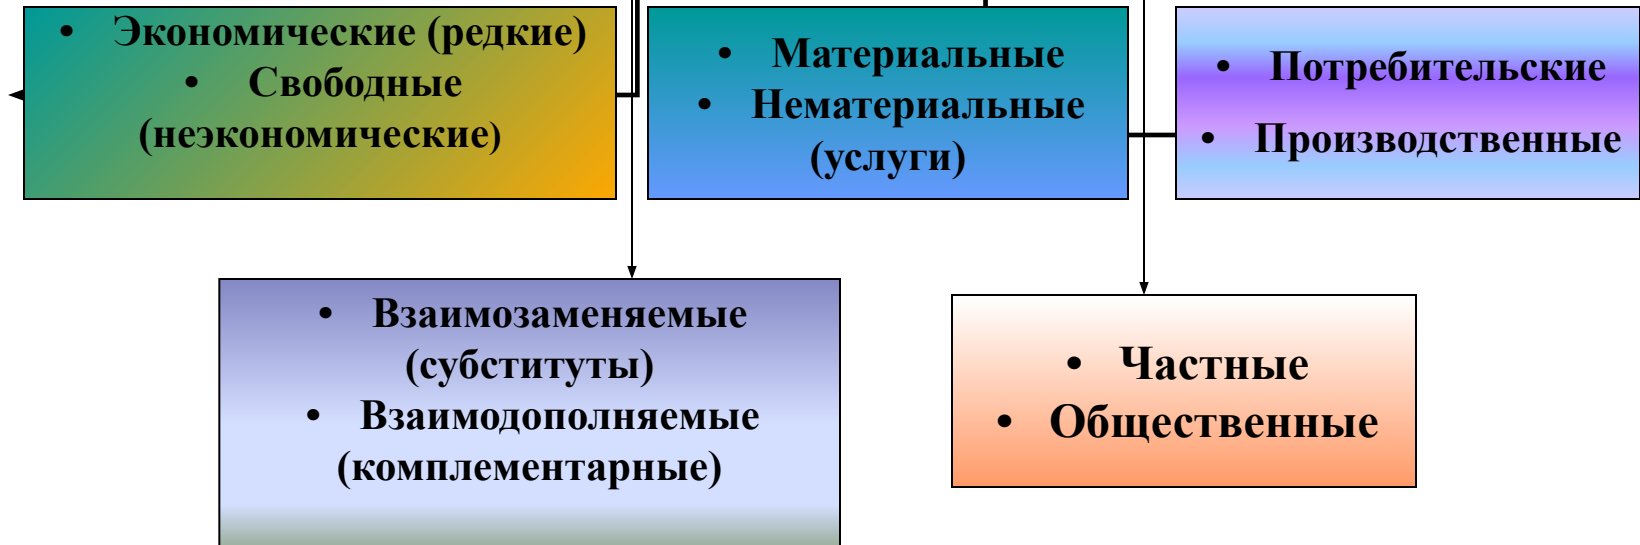 • Экономические (редкие)
• Свободные
(неэкономические)
• Материальные
• Нематериальные
(услуги)
• Потребительские
• Производственные
• Взаимозаменяемые
(субституты)
• Взаимодополняемые
(комплементарные)
• Частные
• Общественные